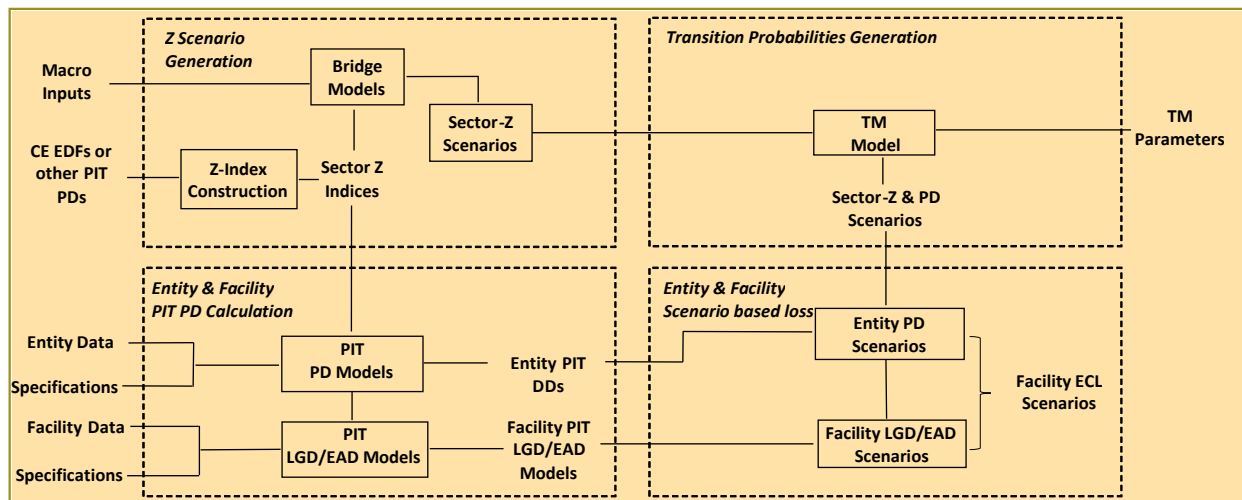 Z Scenario
Generation
Transition Probabilities Generation
Macro
Inputs
Bridge
Models
Sector-Z
Scenarios
TM
Model
TM
Parameters
CE EDFs or
other PIT
PDs
Z-Index
Construction
Sector Z
Indices
Sector-Z & PD
Scenarios
Entity & Facility
PIT PD Calculation
Entity & Facility
Scenario based loss
Entity Data
Specifications
PIT
PD Models
Entity PIT
DDs
Entity PD
Scenarios
Facility ECL
Scenarios
Facility Data
Specifications
PIT
LGD/EAD Models
Facility PIT
LGD/EAD
Models
Facility LGD/EAD
Scenarios